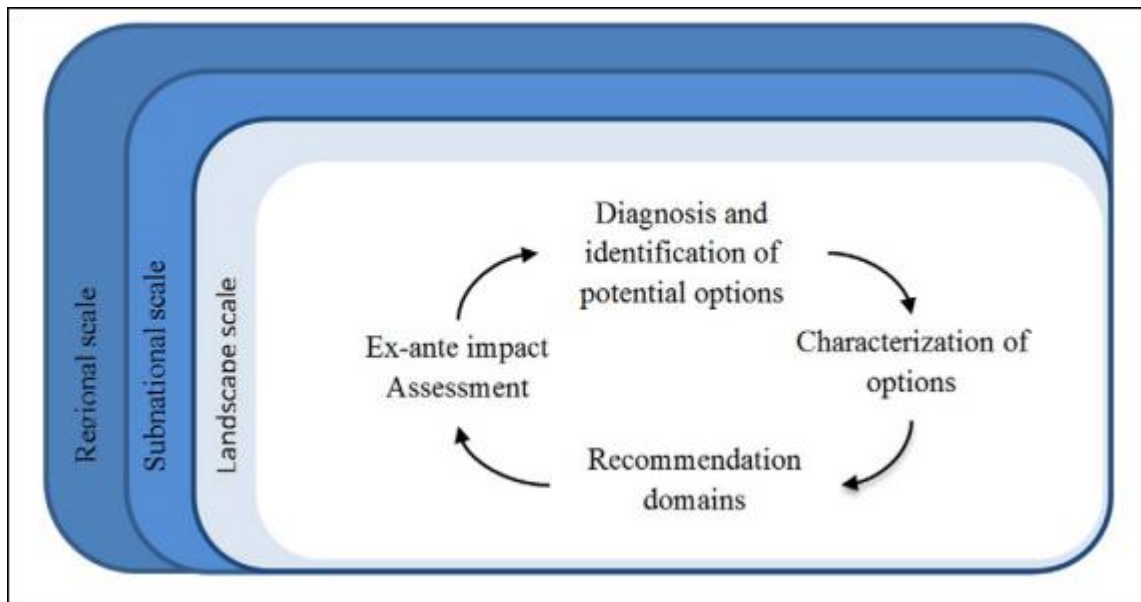 Regional scale
Subnational scale
Landscape scale
Diagnosis and
identification of
potential options
Characterization of
options
Recommendation
domains
Ex-ante impact
Assessment